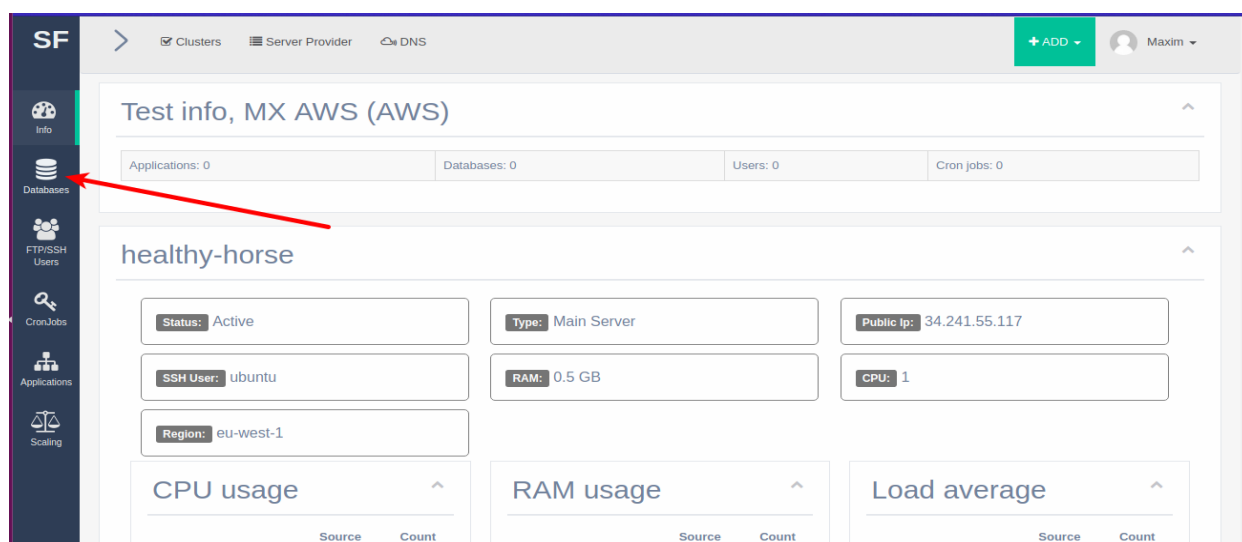 SF
Clusters Server Provider DNS + ADD Maxim
Info
Databases
FTP/SSH
Users
CronJobs
Applications
Scaling
Test info, MX AWS (AWS)
Applications: 0 Databases: 0 Users: 0 Cron jobs: 0
healthy-horse
Status: Active Type: Main Server Public Ip: 34.241.55.117
SSH User: ubuntu RAM: 0.5 GB CPU: 1
Region: eu-west-1
CPU usage RAM usage Load average
Source Count Source Count Source Count